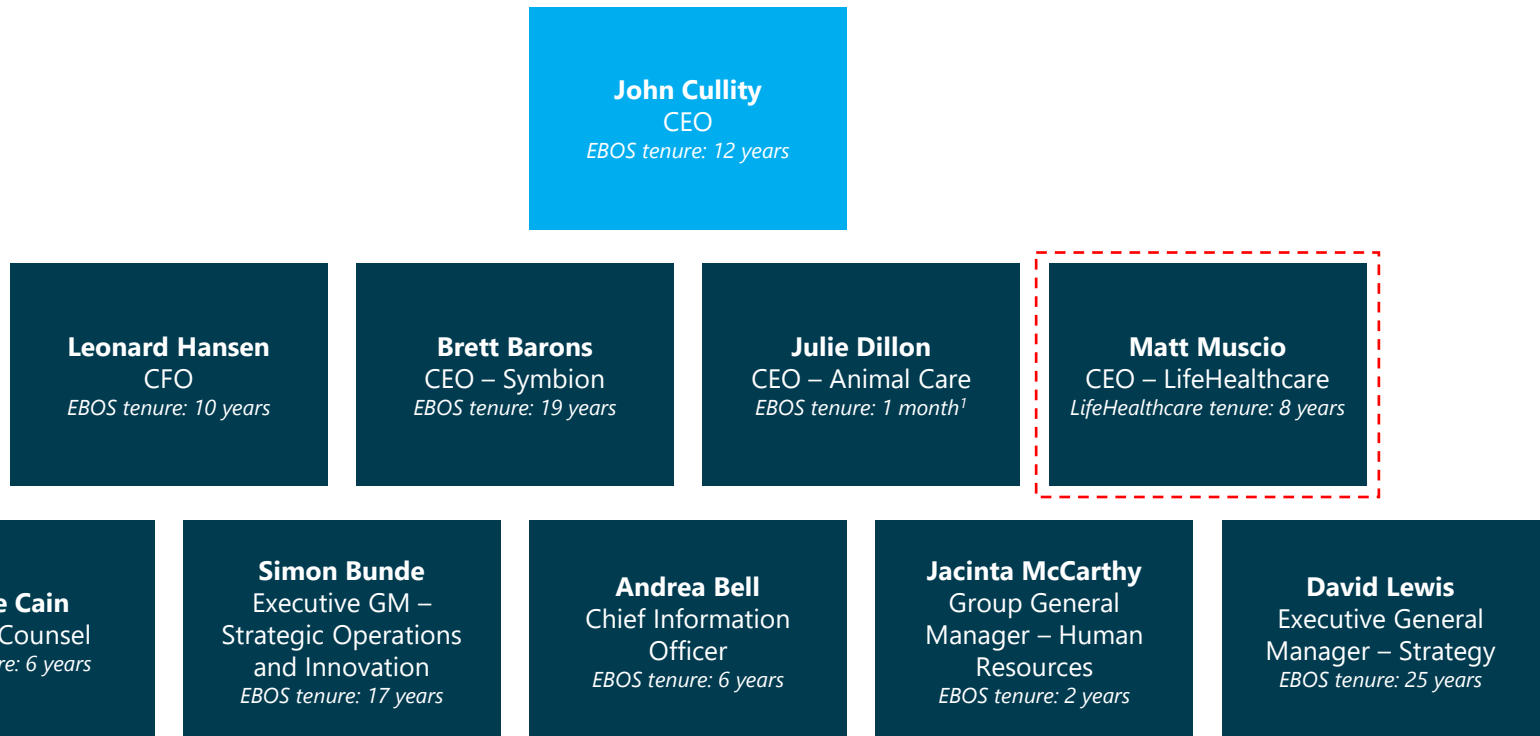 John Cullity
CEO
EBOS tenure: 12 years
Leonard Hansen
CFO
EBOS tenure: 10 years
Brett Barons
CEO – Symbion
EBOS tenure: 19 years
Julie Dillon
CEO – Animal Care
EBOS tenure: 1 month¹
Matt Muscio
CEO – LifeHealthcare
LifeHealthcare tenure: 8 years
Cain
Counsel
6 years
Simon Bunde
Executive GM –
Strategic Operations
and Innovation
EBOS tenure: 17 years
Andrea Bell
Chief Information
Officer
EBOS tenure: 6 years
Jacinta McCarthy
Group General
Manager – Human
Resources
EBOS tenure: 2 years
David Lewis
Executive General
Manager – Strategy
EBOS tenure: 25 years